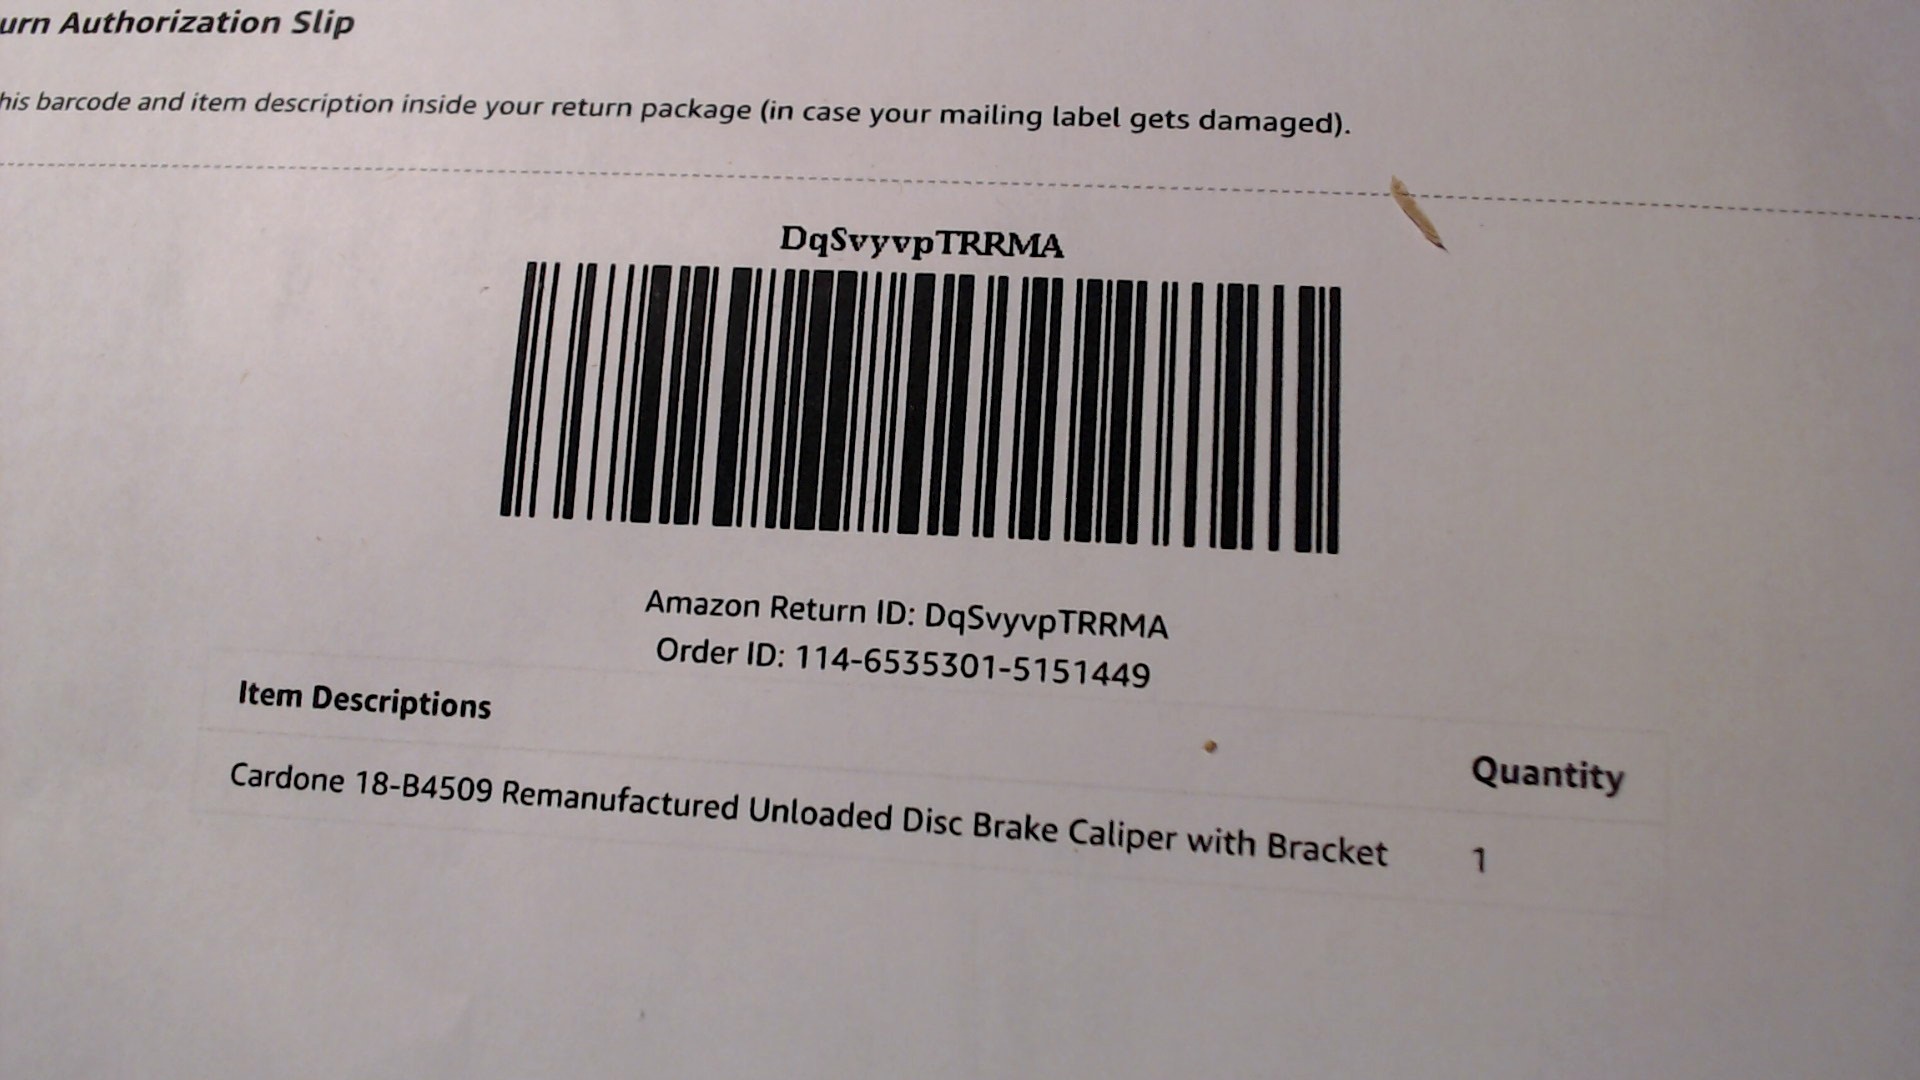 urn Authorization Slip
his barcode and item description inside your return package (in case your mailing label gets damaged).
DqSvyvpTRRMA
Amazon Return ID: DqSvyvpTRRMA
Order ID: 114-6535301-5151449
Item Descriptions Quantity
Cardone 18-B4509 Remanufactured Unloaded Disc Brake Caliper with Bracket 1